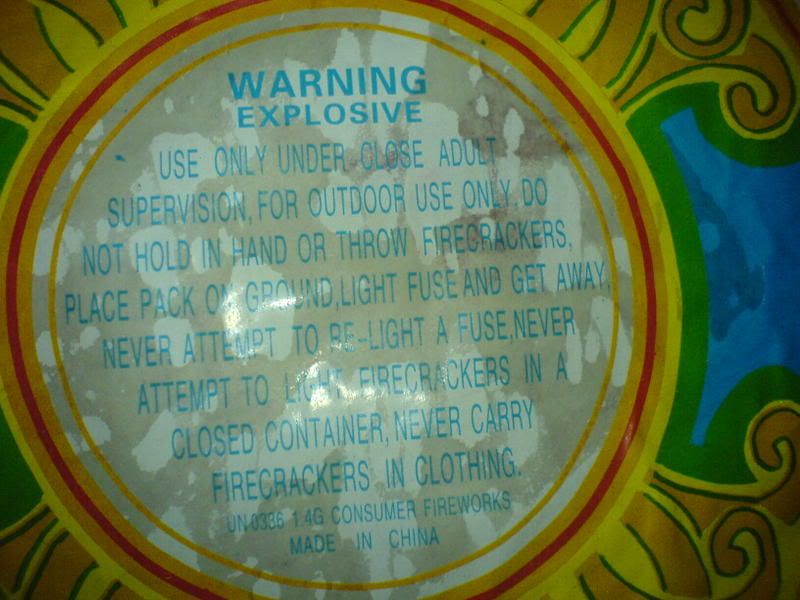 WARNING
EXPLOSIVE
USE ONLY UNDER CLOSE ADULT
SUPERVISION, FOR OUTDOOR USE ONLY, DO
NOT HOLD IN HAND OR THROW FIRECRACKERS,
PLACE PACK ON GROUND, LIGHT FUSE AND GET AWAY,
NEVER ATTEMPT TO RE-LIGHT A FUSE, NEVER
ATTEMPT TO LIGHT FIRECRACKERS IN A
CLOSED CONTAINER, NEVER CARRY
FIRECRACKERS IN CLOTHING.
UN0336 1.4G CONSUMER FIREWORKS
MADE IN CHINA